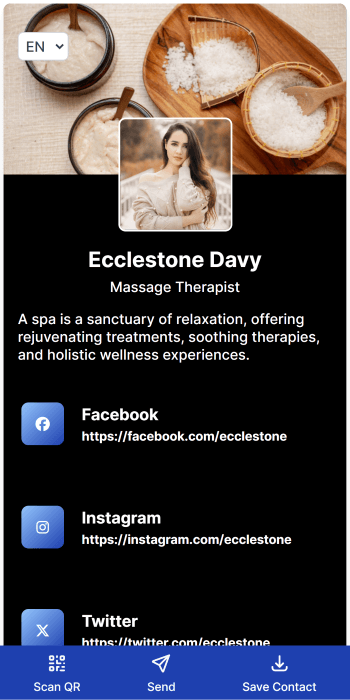 EN
Ecclestone Davy
Massage Therapist
A spa is a sanctuary of relaxation, offering
rejuvenating treatments, soothing therapies,
and holistic wellness experiences.
Facebook
https://facebook.com/ecclestone
Instagram
https://instagram.com/ecclestone
Twitter
https://twitter.com/ecclestone
Scan QR
Send
Save Contact